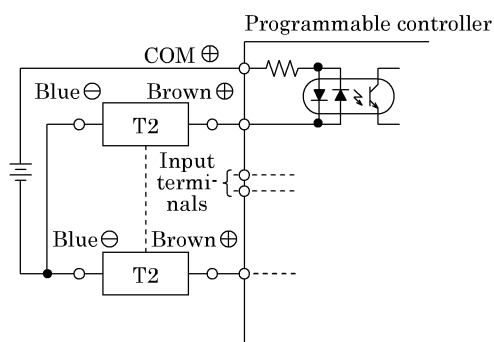 Programmable controller
COM ⊕
Blue⊖ Brown⊕
T2
Input
termi-
nals
Blue⊖ Brown⊕
T2